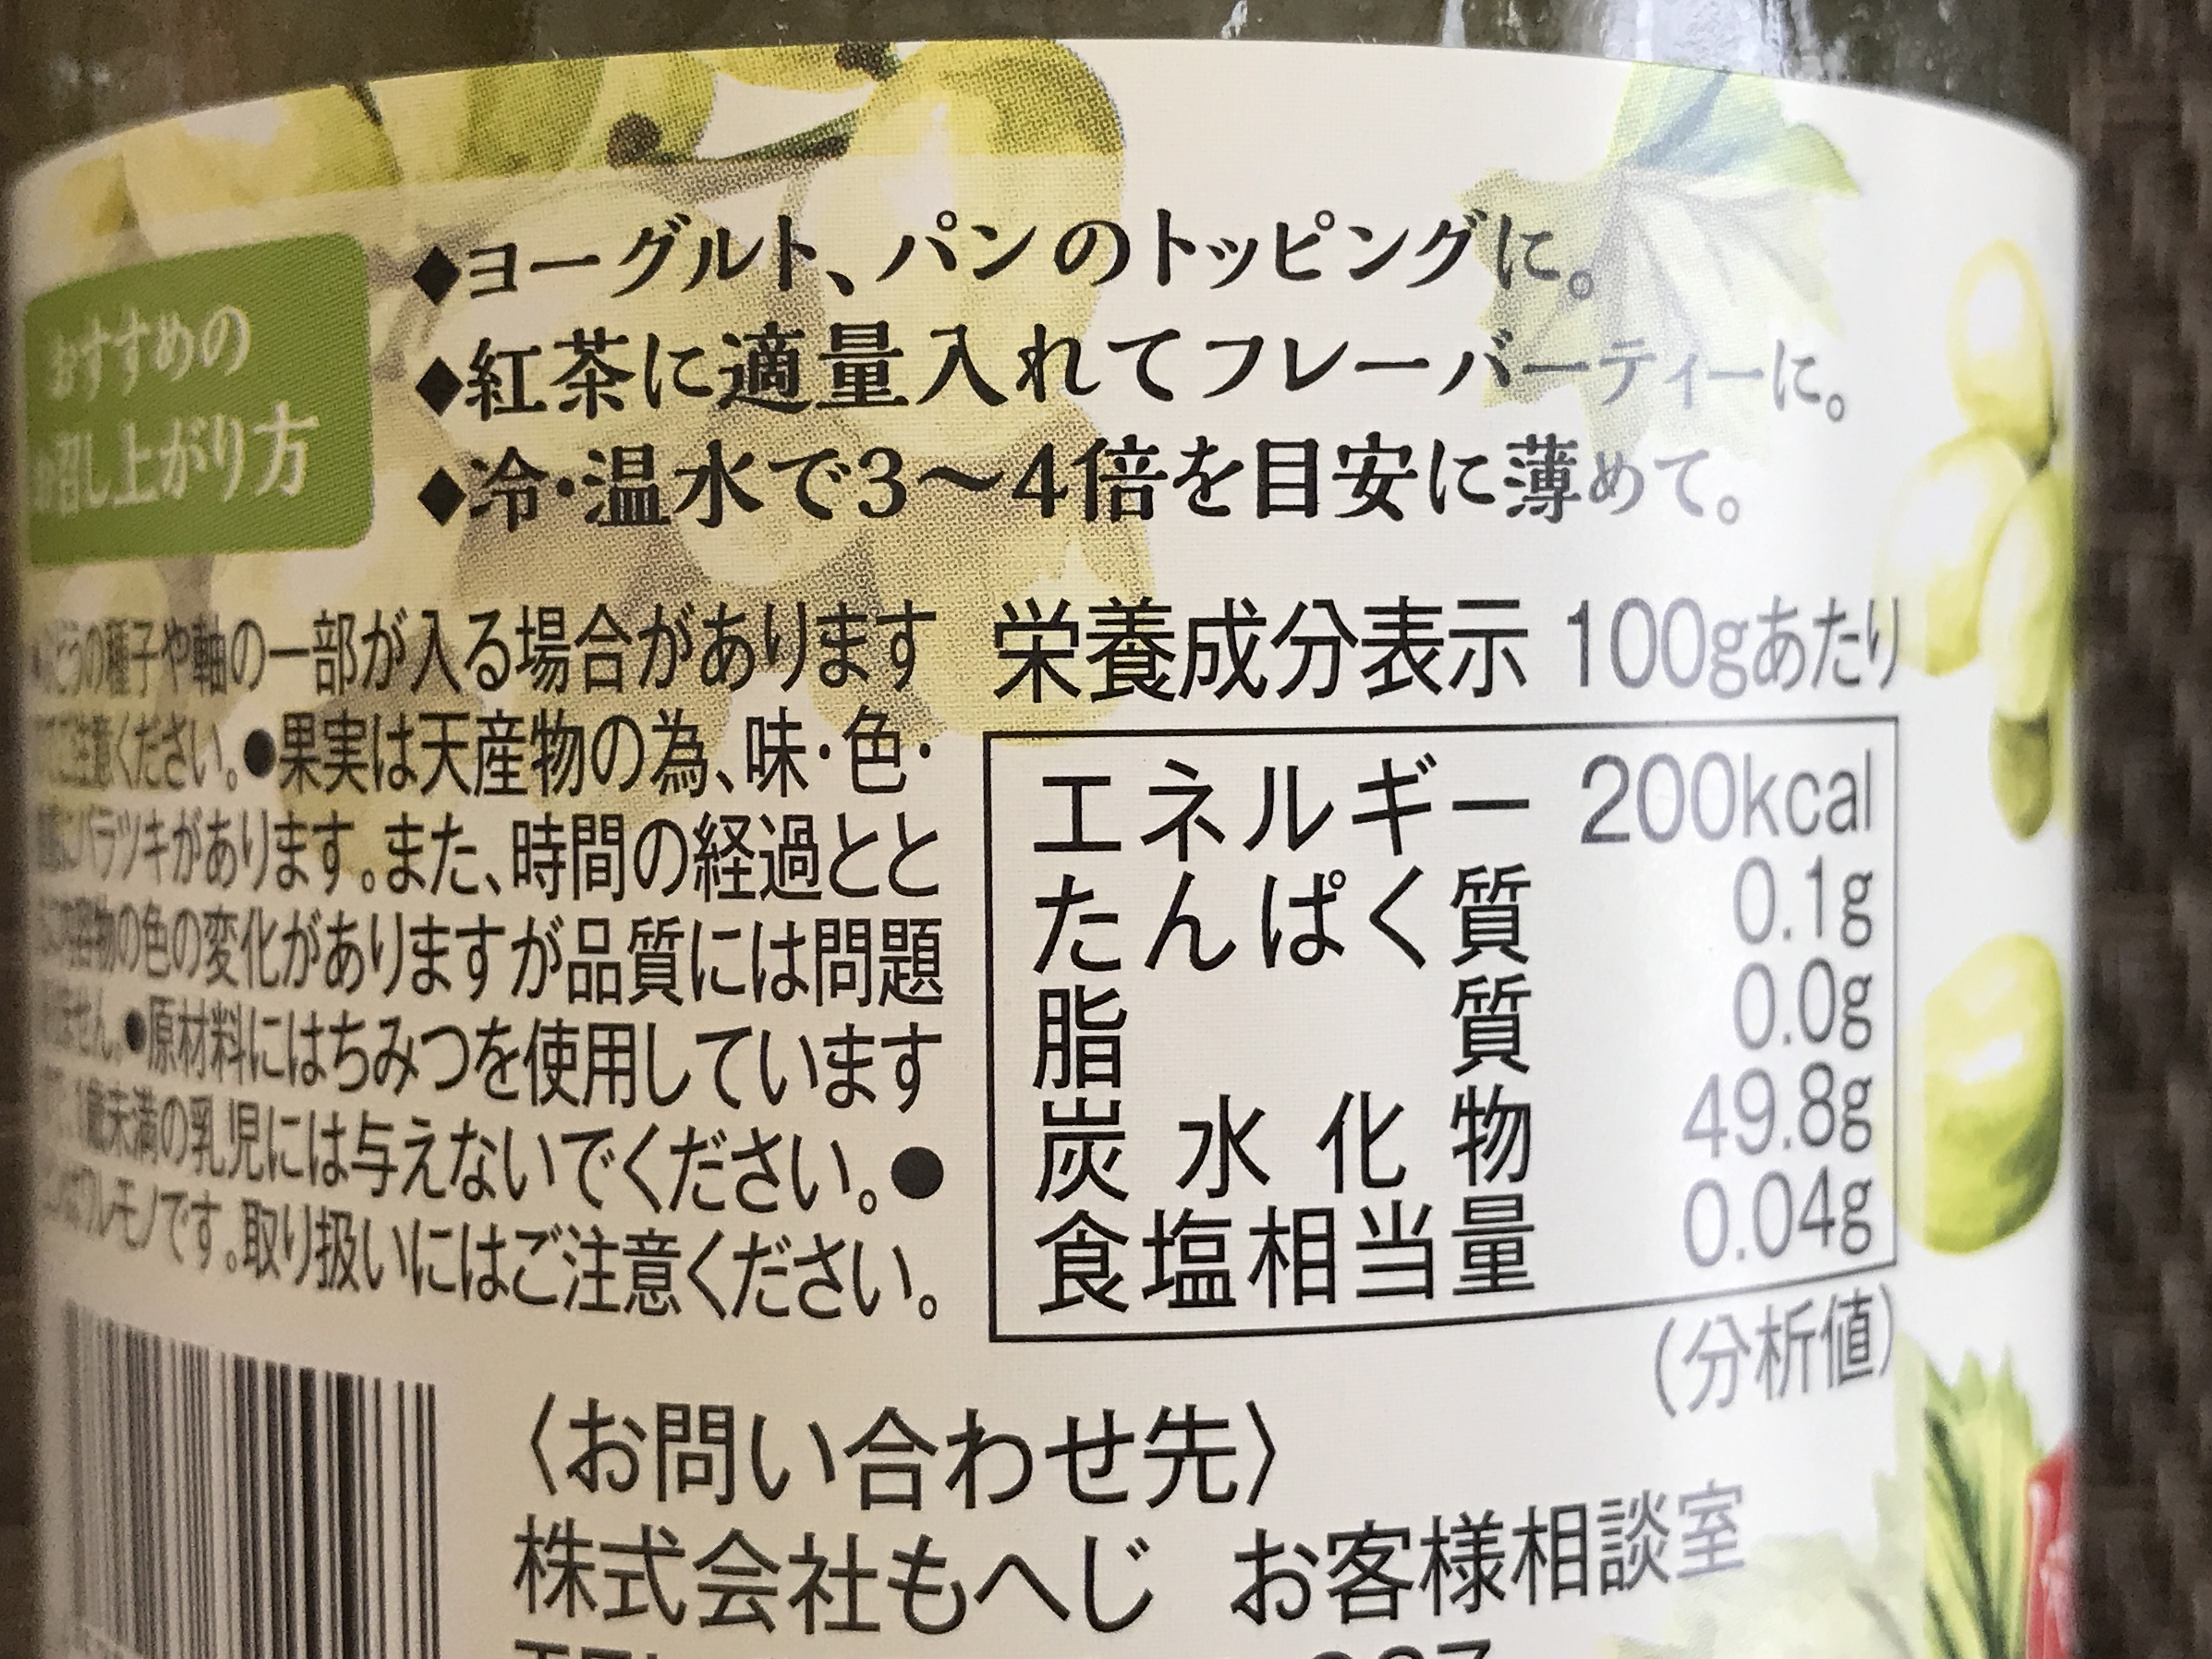 おすすめの
お召し上がり方
◆ヨーグルト、パンのトッピングに。
◆紅茶に適量入れてフレーバーティーに。
◆冷・温水で3〜4倍を目安に薄めて。
ぶどうの種子や軸の一部が入る場合があります
ご注意ください。●果実は天産物の為、味・色・
にバラツキがあります。また、時間の経過とと
内容物の色の変化がありますが品質には問題
ません。●原材料にはちみつを使用しています
1歳未満の乳児には与えないでください。●
ワレモノです。取り扱いにはご注意ください。
栄養成分表示 100gあたり
エネルギー 200kcal
たんぱく質 0.1g
脂質 0.0g
炭水化物 49.8g
食塩相当量 0.04g
(分析値)
〈お問い合わせ先〉
株式会社もへじ お客様相談室